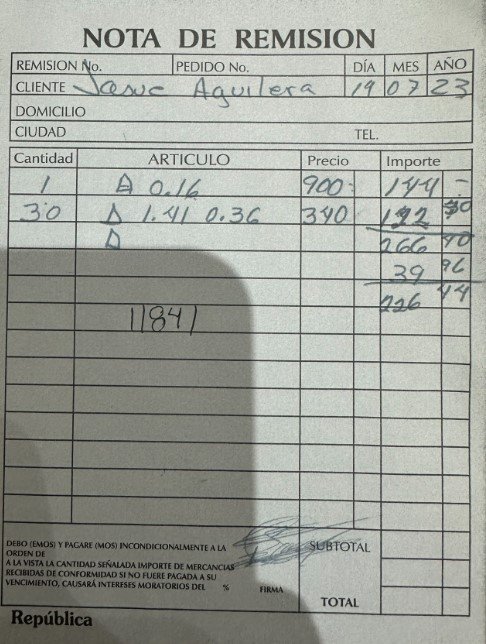 NOTA DE REMISION
REMISION No. PEDIDO No. DÍA MES AÑO
CLIENTE Josue Aguilera 19 07 23
DOMICILIO
CIUDAD TEL.
Cantidad ARTICULO Precio Importe
1 0.16 900 144 -
30 1.41 0.36 340 122 40
266 40
39 96
226 44
11841
DEBO (EMOS) Y PAGARE (MOS) INCONDICIONALMENTE A LA
ORDEN DE
A LA VISTA LA CANTIDAD SEÑALADA IMPORTE DE MERCANCIAS
RECIBIDAS DE CONFORMIDAD SI NO FUERE PAGADA A SU
VENCIMIENTO, CAUSARÁ INTERESES MORATORIOS DEL % FIRMA
SUBTOTAL
TOTAL
República